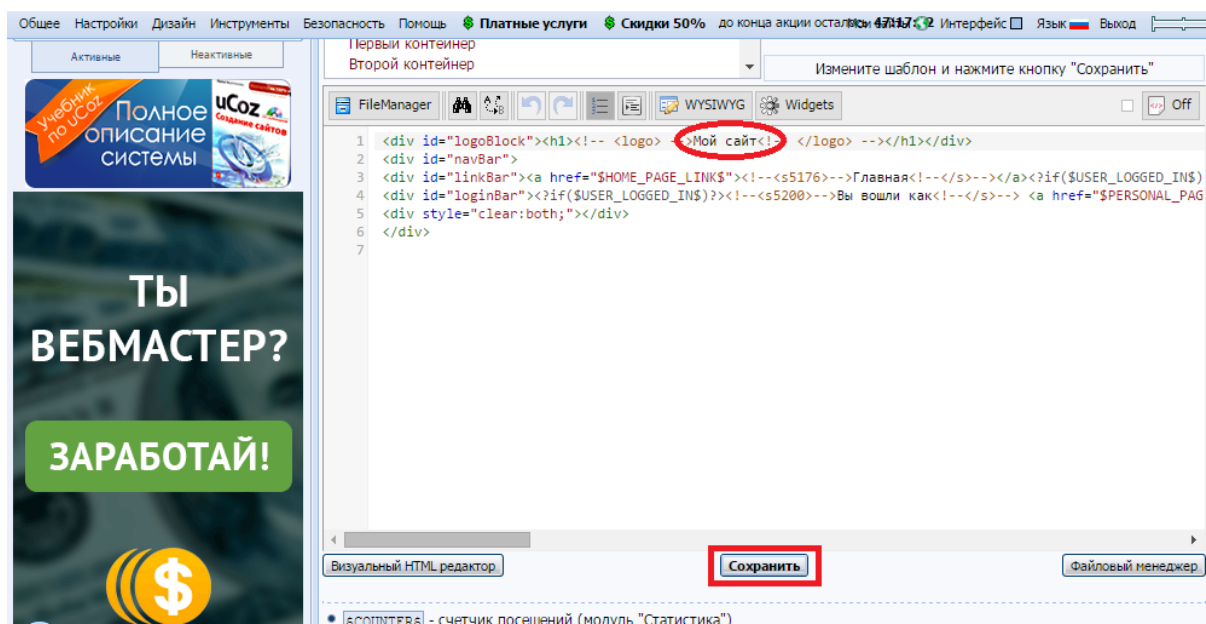 Общее Настройки Дизайн Инструменты Безопасность Помощь $ Платные услуги $ Скидки 50% до конца акции осталось 47:17: 2 Интерфейс Язык Выход
Активные Неактивные
Учебник по uCoz
Полное описание системы
uCoz
Создание сайтов
ТЫ
ВЕБМАСТЕР?
ЗАРАБОТАЙ!
$
Первый контейнер
Второй контейнер
Измените шаблон и нажмите кнопку "Сохранить"
FileManager WYSIWYG Widgets Off
1 <div id="logoBlock"><h1><!-- <logo> -->Мой сайт<!-- </logo> --></h1></div>
2 <div id="navBar">
3 <div id="linkBar"><a href="$HOME_PAGE_LINK$"><!--<s5176>-->Главная<!--</s>--></a><?if($USER_LOGGED_IN$)
4 <div id="loginBar"><?if($USER_LOGGED_IN$)?><!--<s5200>-->Вы вошли как<!--</s>--> <a href="$PERSONAL_PAG
5 <div style="clear:both;"></div>
6 </div>
7
Визуальный HTML редактор Сохранить Файловый менеджер
$COUNTER$ - счетчик посещений (модуль "Статистика")